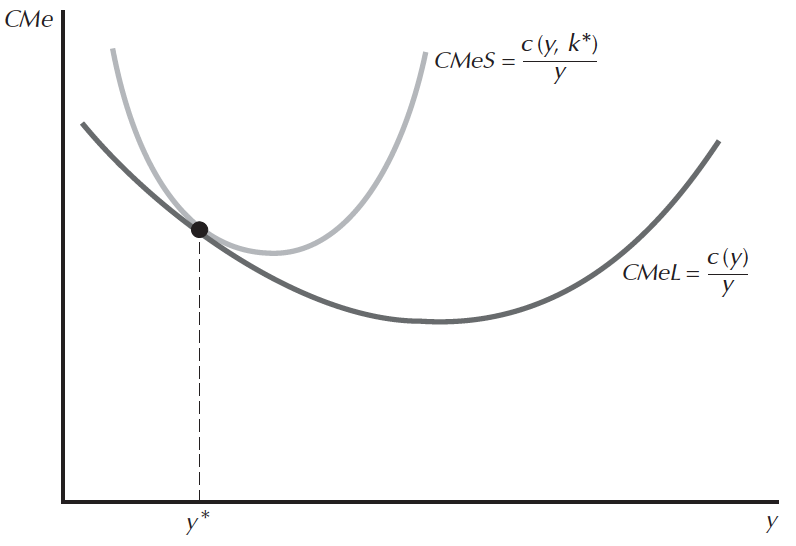 CMe
CMeS = c (y, k*) / y
CMeL = c (y) / y
y*
y